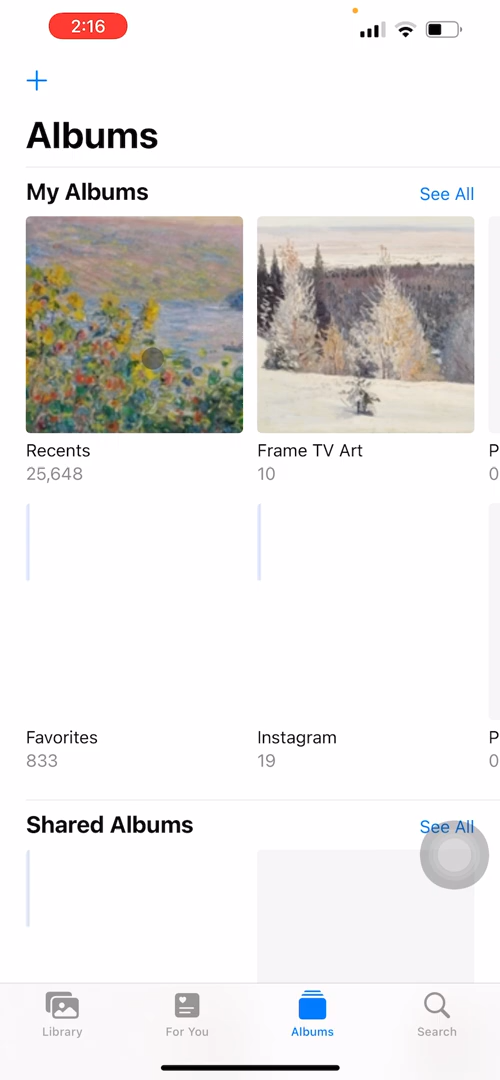 2:16
Albums
My Albums
See All
Recents
25,648
Frame TV Art
10
P
0
Favorites
833
Instagram
19
P
0
Shared Albums
See All
Library
For You
Albums
Search